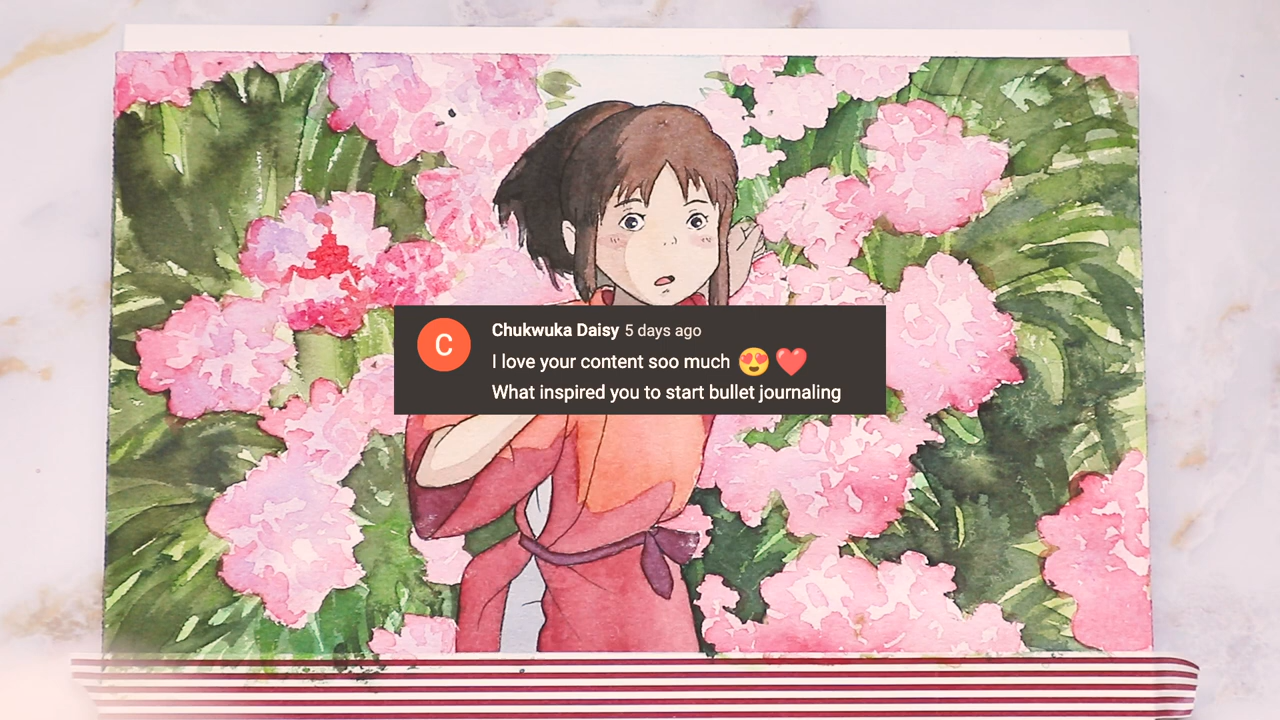 C
Chukwuka Daisy 5 days ago
I love your content soo much 😍❤️
What inspired you to start bullet journaling